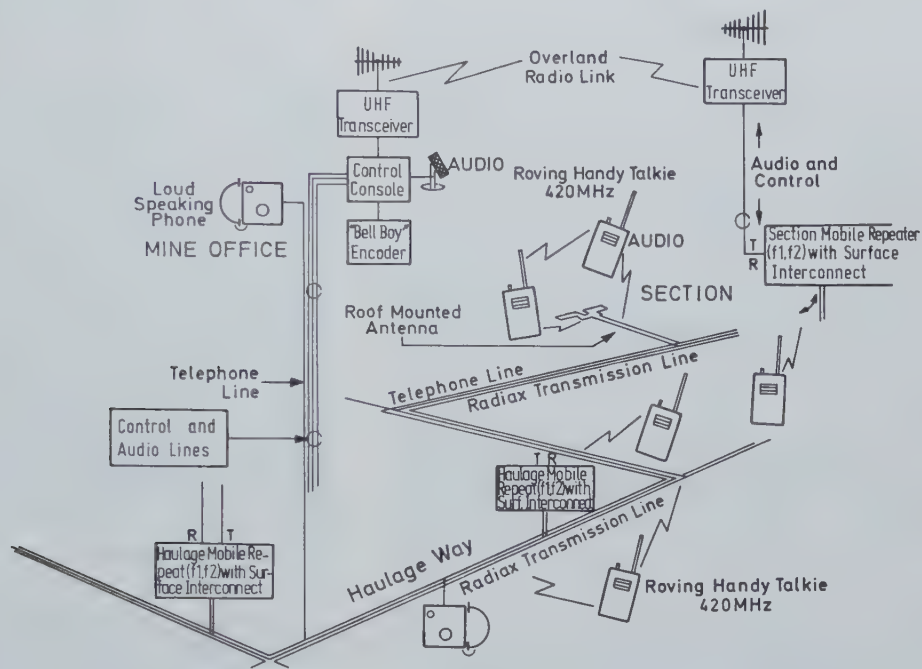 Overland
Radio Link
UHF
Transceiver
UHF
Transceiver
Control
Console
AUDIO
"Bell Boy"
Encoder
Loud
Speaking
Phone
MINE OFFICE
Roving Handy Talkie
420MHz
AUDIO
Audio and
Control
T
R
Section Mobile Repeater
(f1,f2) with Surface
Interconnect
SECTION
Roof Mounted
Antenna
Telephone
Line
Telephone Line
Radiax Transmission Line
Control and
Audio Lines
T R
Haulage Mobile
Repeat(f1,f2)with
Surf. Interconnect
R T
Haulage Mobile Re-
peat(f1,f2)with Sur-
face Interconnect
Haulage Way
Radiax Transmission Line
Roving Handy Talkie
420MHz